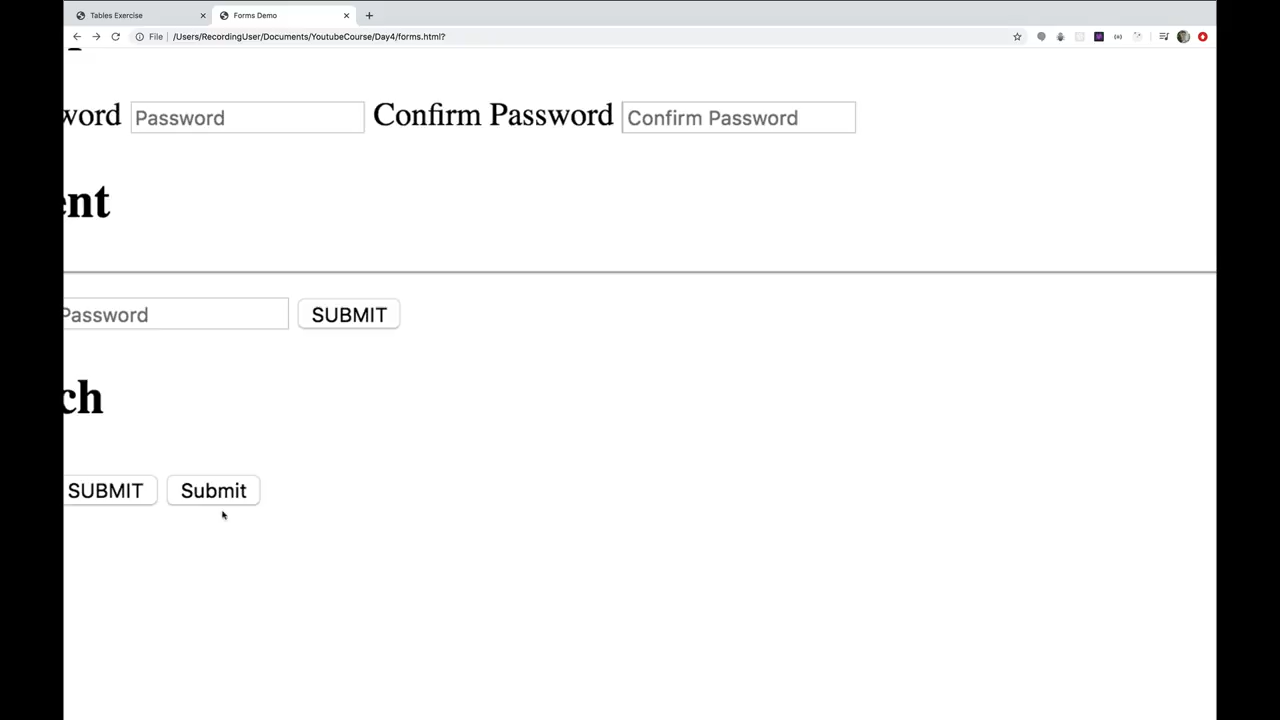 Tables Exercise Forms Demo
File /Users/RecordingUser/Documents/YoutubeCourse/Day4/forms.html?
word Password Confirm Password Confirm Password
ent
Password SUBMIT
ch
SUBMIT Submit